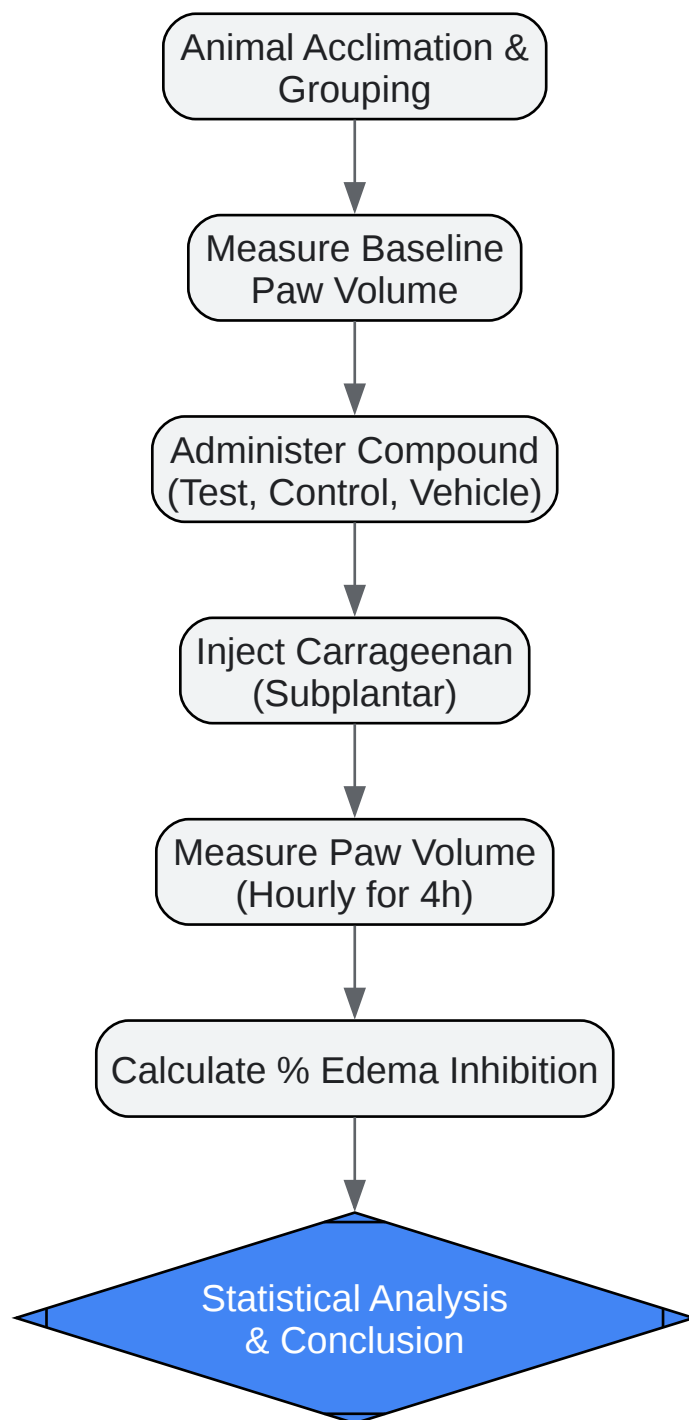 Animal Acclimation &
Grouping
Measure Baseline
Paw Volume
Administer Compound
(Test, Control, Vehicle)
Inject Carrageenan
(Subplantar)
Measure Paw Volume
(Hourly for 4h)
Calculate % Edema Inhibition
Statistical Analysis
& Conclusion